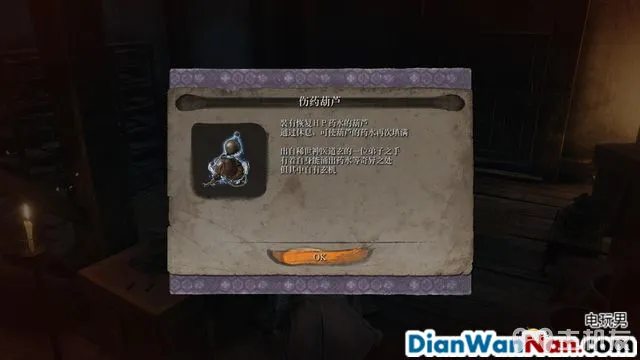 伤药葫芦
装有恢复HP药水的葫芦
通过休息，可使葫芦的药水再次填满
出自稀世神医道玄的一位弟子之手
有着自身能涌出药水等奇异之处
但其中自有玄机
OK
电玩男
DianWanNan.com